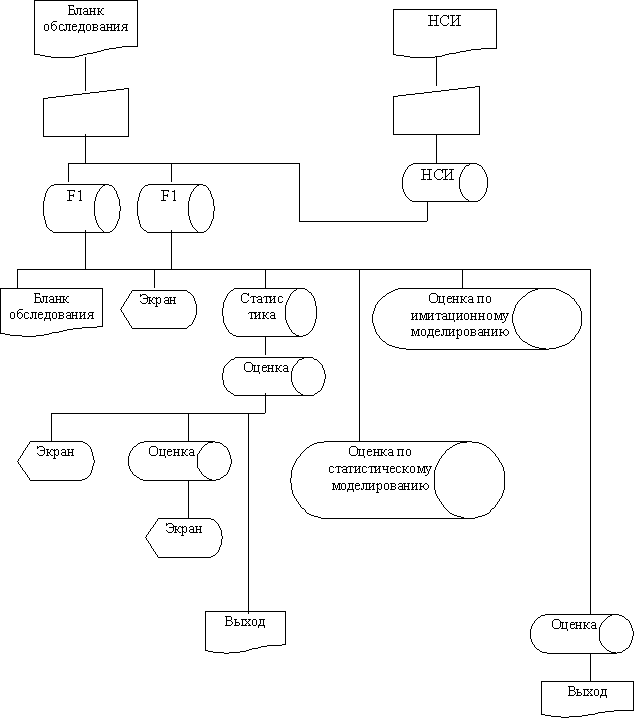 Бланк
обследования
НСИ
НСИ
F1
F1
Бланк
обследования
Экран
Статис
тика
Оценка по
имитационному
моделированию
Оценка
Экран
Оценка
Оценка по
статистическому
моделированию
Экран
Выход
Оценка
Выход